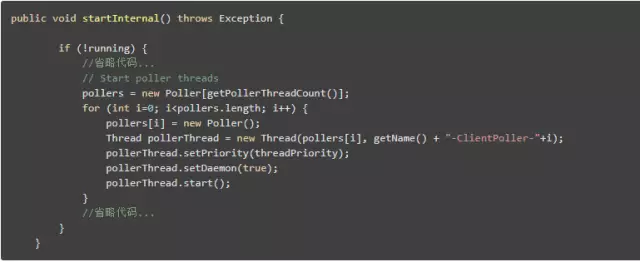 public void startInternal() throws Exception {
if (!running) {
//省略代码...
// Start poller threads
pollers = new Poller[getPollerThreadCount()];
for (int i=0; i<pollers.length; i++) {
pollers[i] = new Poller();
Thread pollerThread = new Thread(pollers[i], getName() + "-ClientPoller-"+i);
pollerThread.setPriority(threadPriority);
pollerThread.setDaemon(true);
pollerThread.start();
}
//省略代码...
}
}